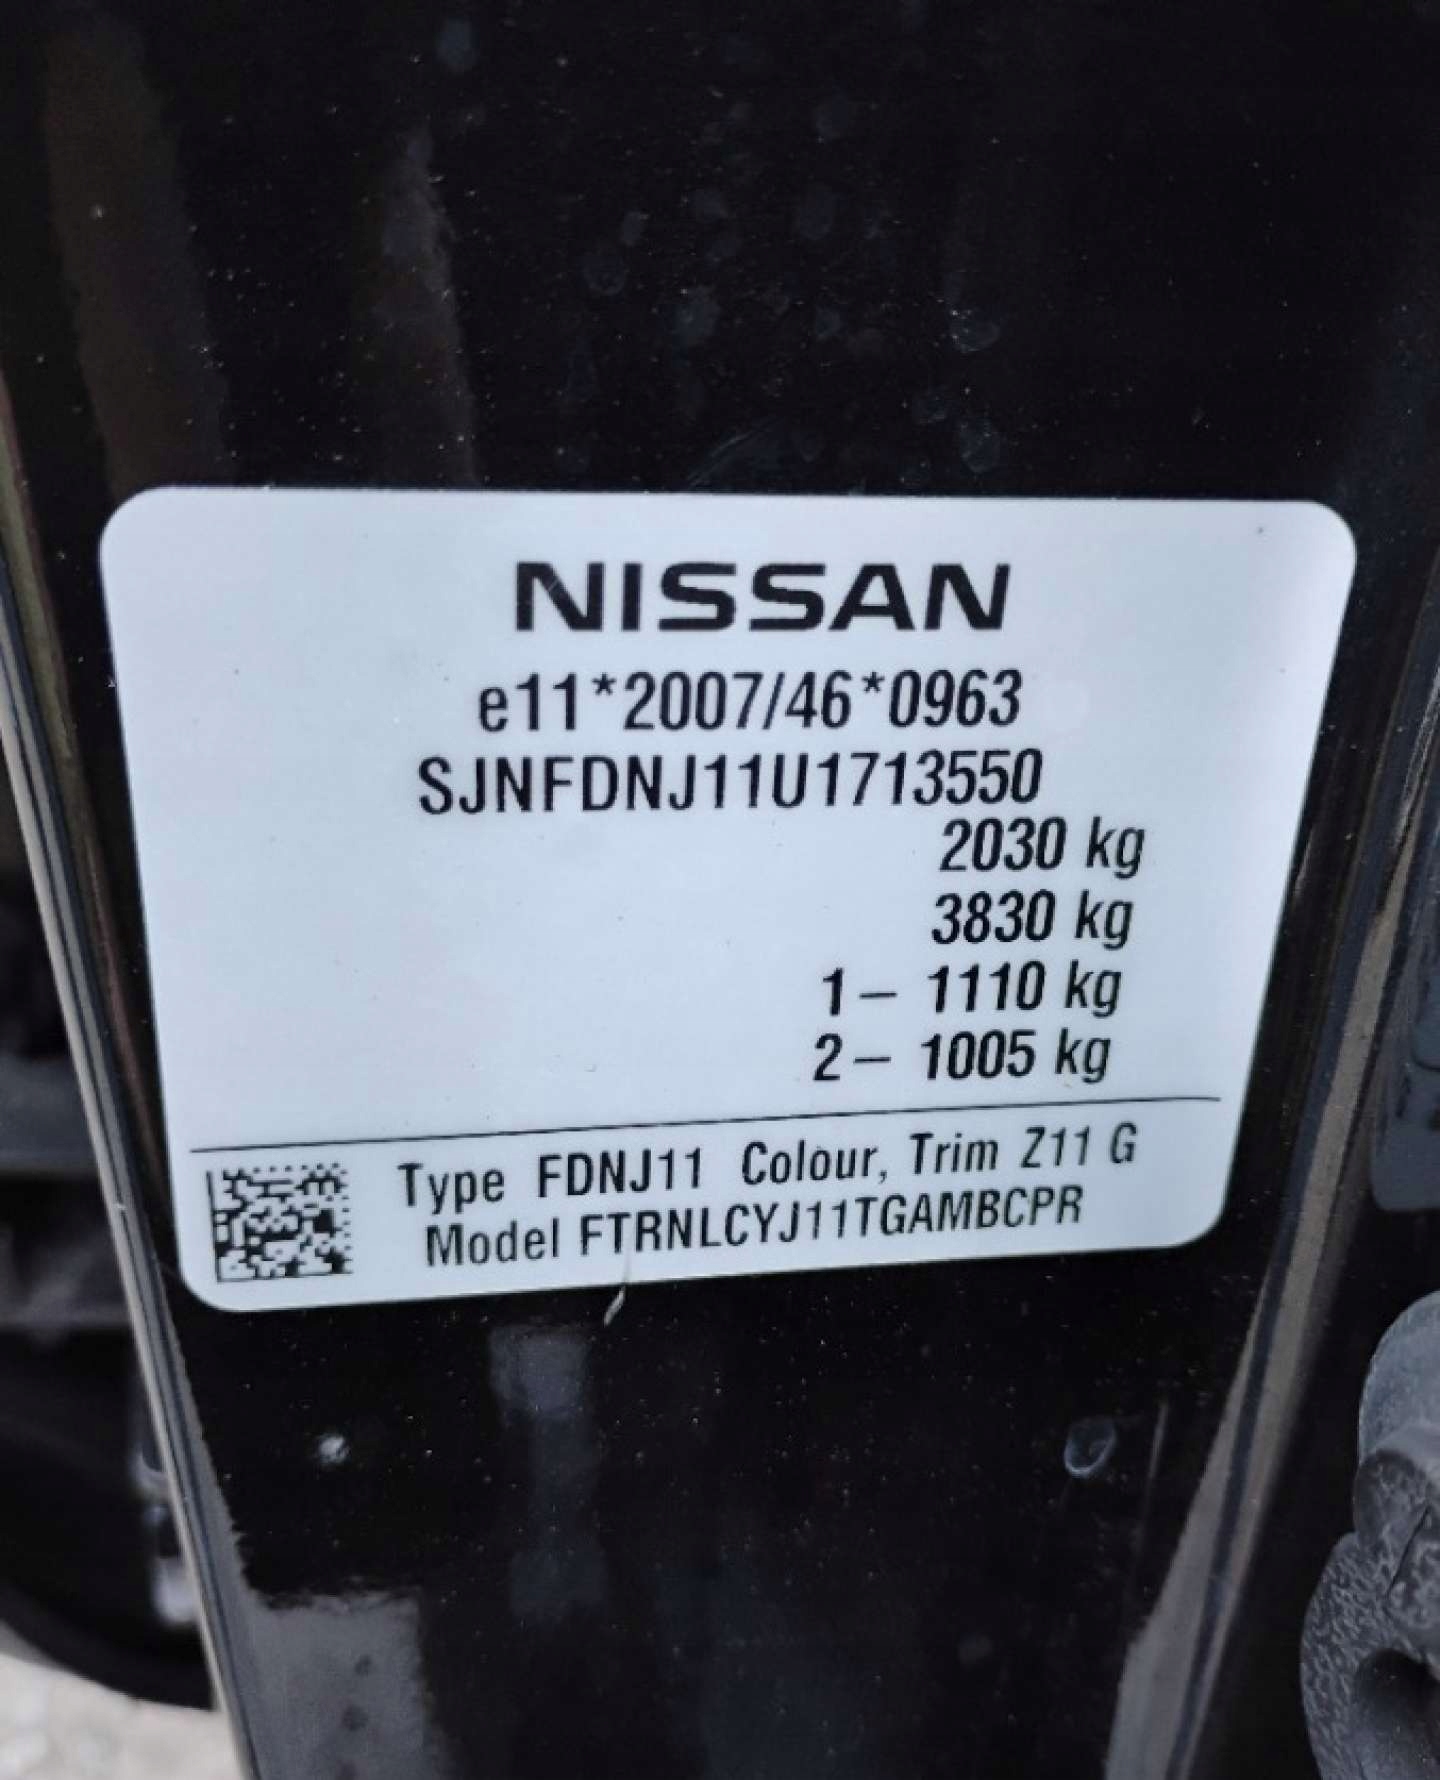 NISSAN
e11*2007/46*0963
SJNFDNJ11U1713550
2030 kg
3830 kg
1– 1110 kg
2– 1005 kg
Type FDNJ11 Colour, Trim Z11 G
Model FTRNLCYJ11TGAMBCPR